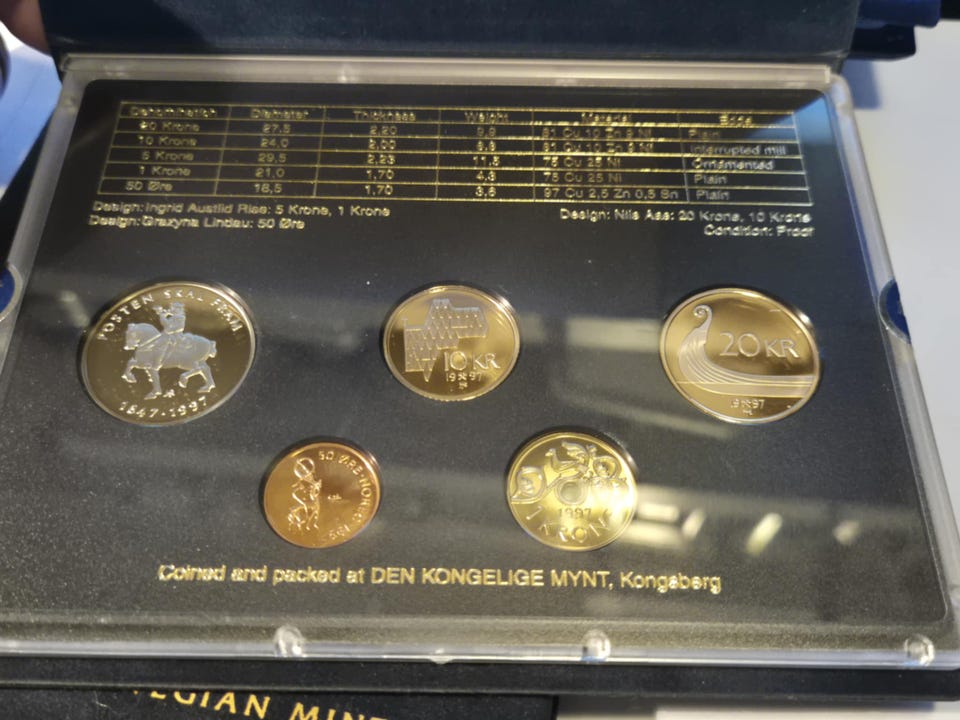 Denomination Diameter Thickness Weight Material Edge
20 Krone 27,5 2,20 9,9 81 Cu 10 Zn 9 Ni Plain
10 Krone 24,0 2,00 6,8 81 Cu 10 Zn 9 Ni Interrupted mill
5 Krone 29,5 2,23 11,5 75 Cu 25 Ni Ornamented
1 Krone 21,0 1,70 4,3 75 Cu 25 Ni Plain
50 Øre 18,5 1,70 3,6 97 Cu 2,5 Zn 0,5 Sn Plain
Design: Ingrid Austlid Rise: 5 Krone, 1 Krone
Design: Nils Aas: 20 Krone, 10 Krone
Design: Grazyna Lindau: 50 Øre
Condition: Proof
POSTEN SKAL FRAM
1647·1997
10 KR
19 97
20 KR
19 97
50 ØRE·NORGE
1 KRONE
1997
Coined and packed at DEN KONGELIGE MYNT, Kongsberg